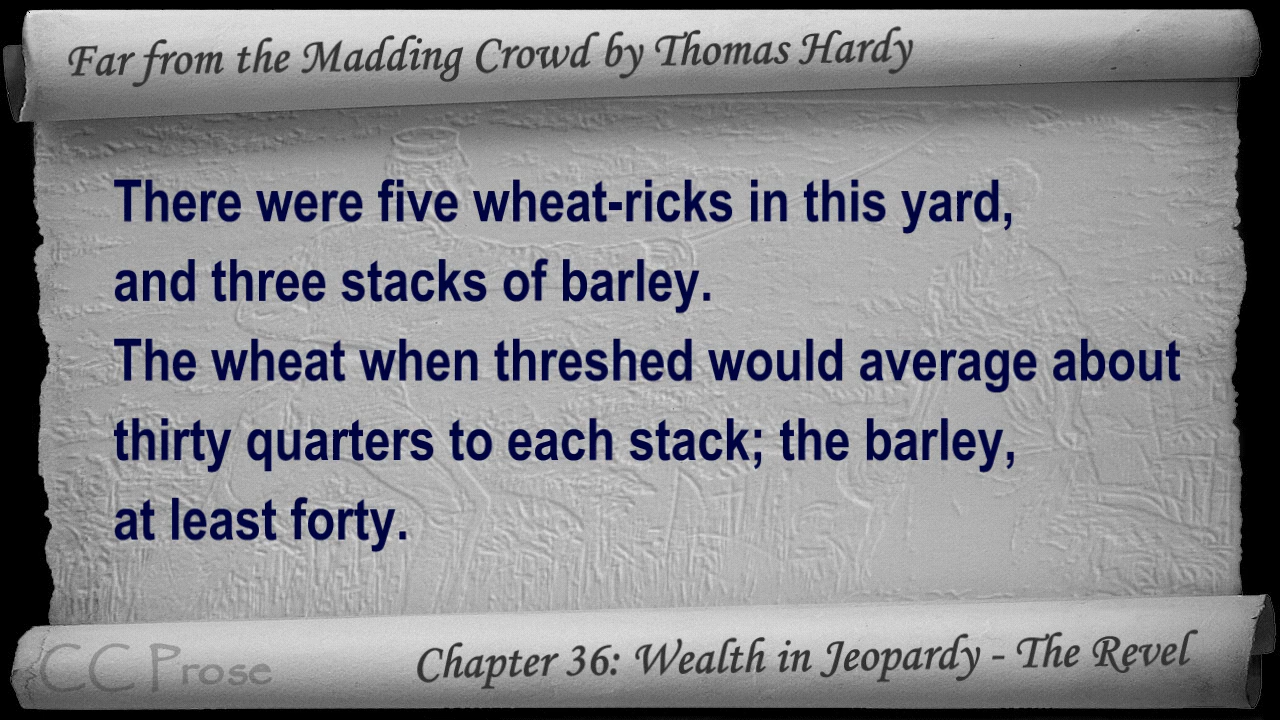 Far from the Madding Crowd by Thomas Hardy
There were five wheat-ricks in this yard,
and three stacks of barley.
The wheat when threshed would average about
thirty quarters to each stack; the barley,
at least forty.
CC Prose
Chapter 36: Wealth in Jeopardy - The Revel